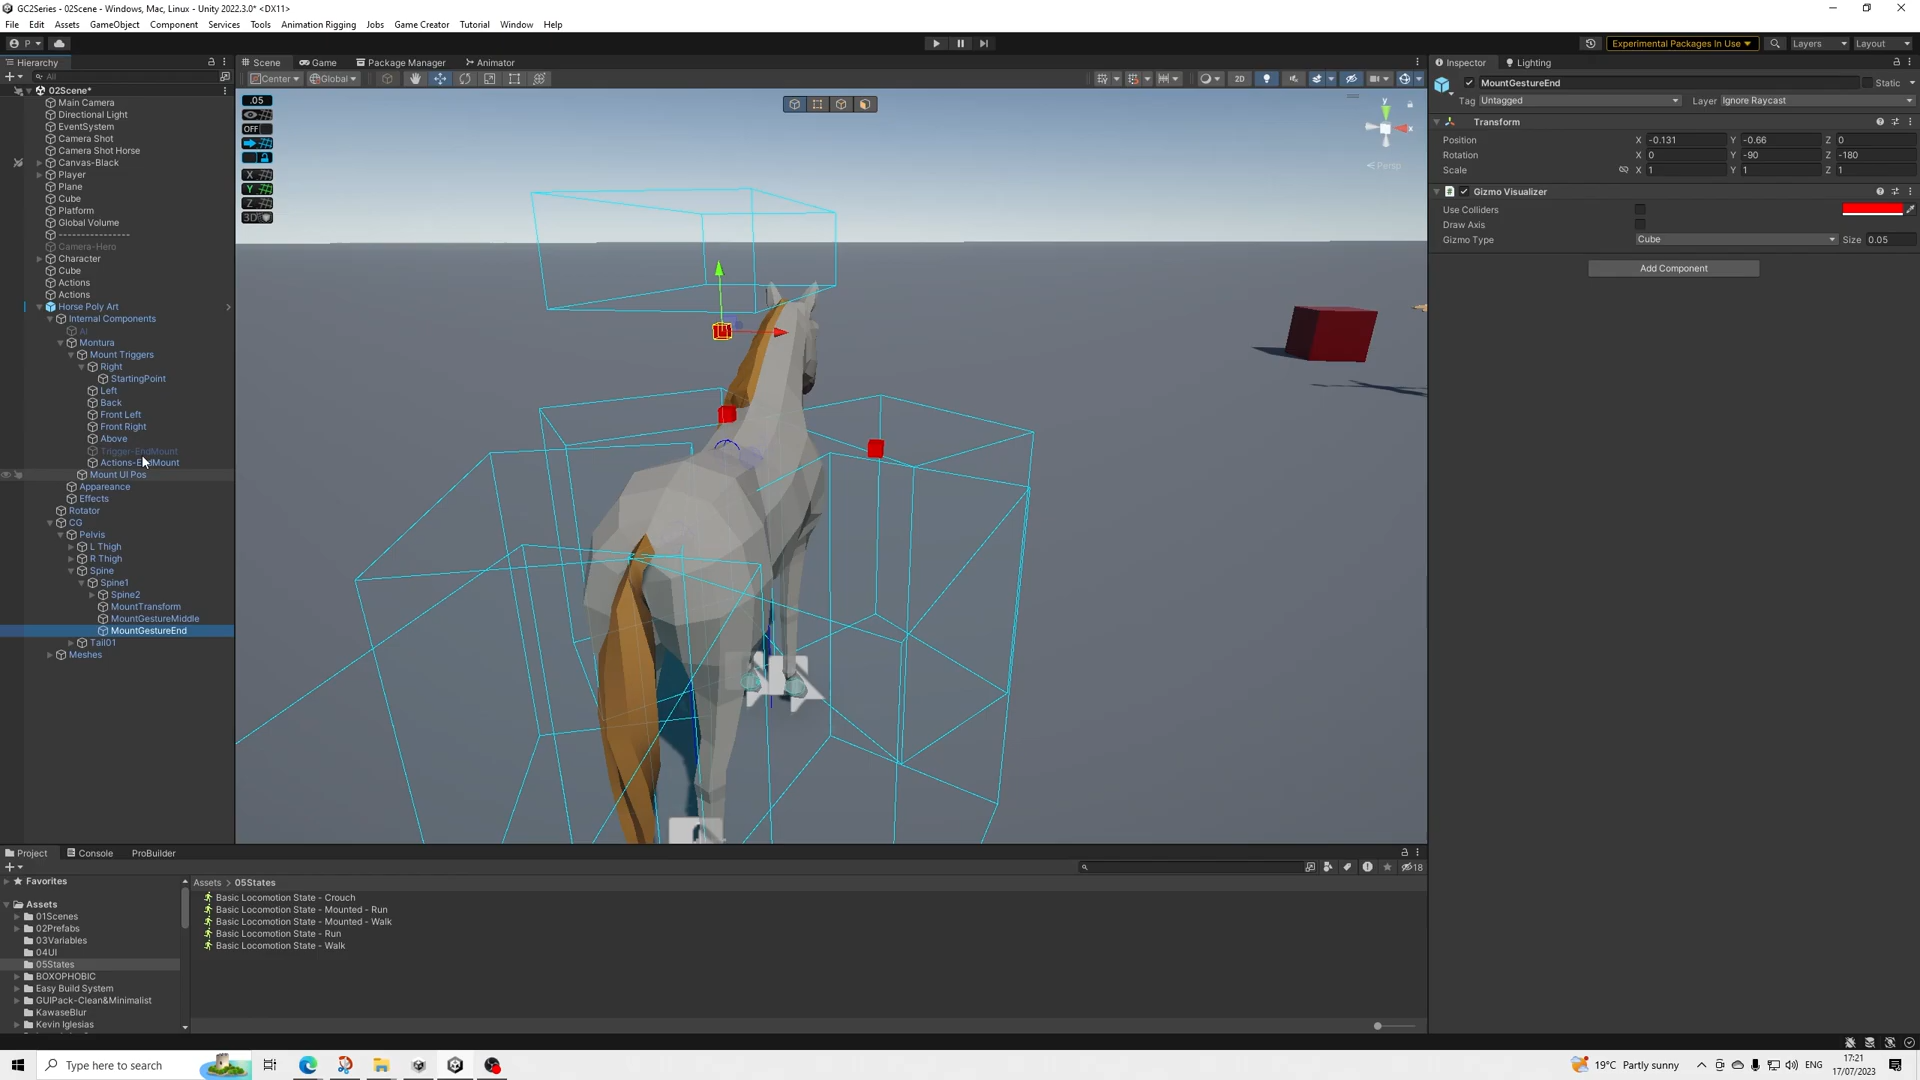 GC2Series - 02Scene - Windows, Mac, Linux - Unity 2022.3.0* <DX11>
File Edit Assets GameObject Component Services Tools Animation Rigging Jobs Game Creator Tutorial Window Help
P
Experimental Packages In Use
Layers
Layout
Hierarchy
All
02Scene*
Main Camera
Directional Light
EventSystem
Camera Shot
Camera Shot Horse
Canvas-Black
Player
Plane
Cube
Platform
Global Volume
----------------
Camera-Hero
Character
Cube
Actions
Actions
Horse Poly Art
Internal Components
AI
Montura
Mount Triggers
Right
StartingPoint
Left
Back
Front Left
Front Right
Above
Trigger-EndMount
Actions-EndMount
Mount UI Pos
Appareance
Effects
Rotator
CG
Pelvis
L Thigh
R Thigh
Spine
Spine1
Spine2
MountTransform
MountGestureMiddle
MountGestureEnd
Tail01
Meshes
Scene Game Package Manager Animator
Center Global 2D
.05
OFF
X
Y
Z
3D
y
x
Persp
Inspector Lighting
MountGestureEnd Static
Tag Untagged Layer Ignore Raycast
Transform
Position X -0.131 Y -0.66 Z 0
Rotation X 0 Y -90 Z -180
Scale X 1 Y 1 Z 1
Gizmo Visualizer
Use Colliders
Draw Axis
Gizmo Type Cube Size 0.05
Add Component
Project Console ProBuilder
18
Favorites
Assets
01Scenes
02Prefabs
03Variables
04UI
05States
BOXOPHOBIC
Easy Build System
GUIPack-Clean&Minimalist
KawaseBlur
Kevin Iglesias
Assets > 05States
Basic Locomotion State - Crouch
Basic Locomotion State - Mounted - Run
Basic Locomotion State - Mounted - Walk
Basic Locomotion State - Run
Basic Locomotion State - Walk
Type here to search
19°C Partly sunny
ENG
17:21
17/07/2023